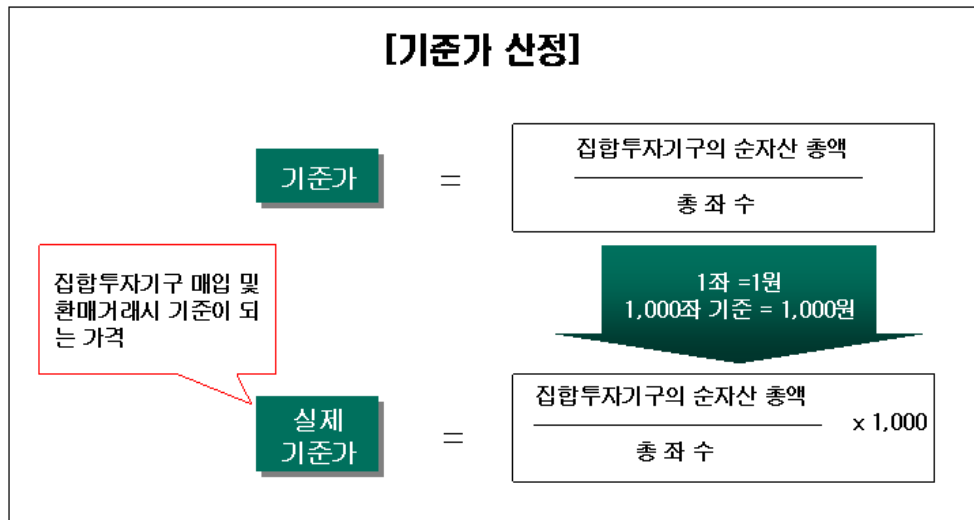 [기준가 산정]
기준가
=
집합투자기구의 순자산 총액
총 좌 수
집합투자기구 매입 및
환매거래시 기준이 되
는 가격
1좌 =1원
1,000좌 기준 = 1,000원
실제
기준가
=
집합투자기구의 순자산 총액
총 좌 수
x 1,000